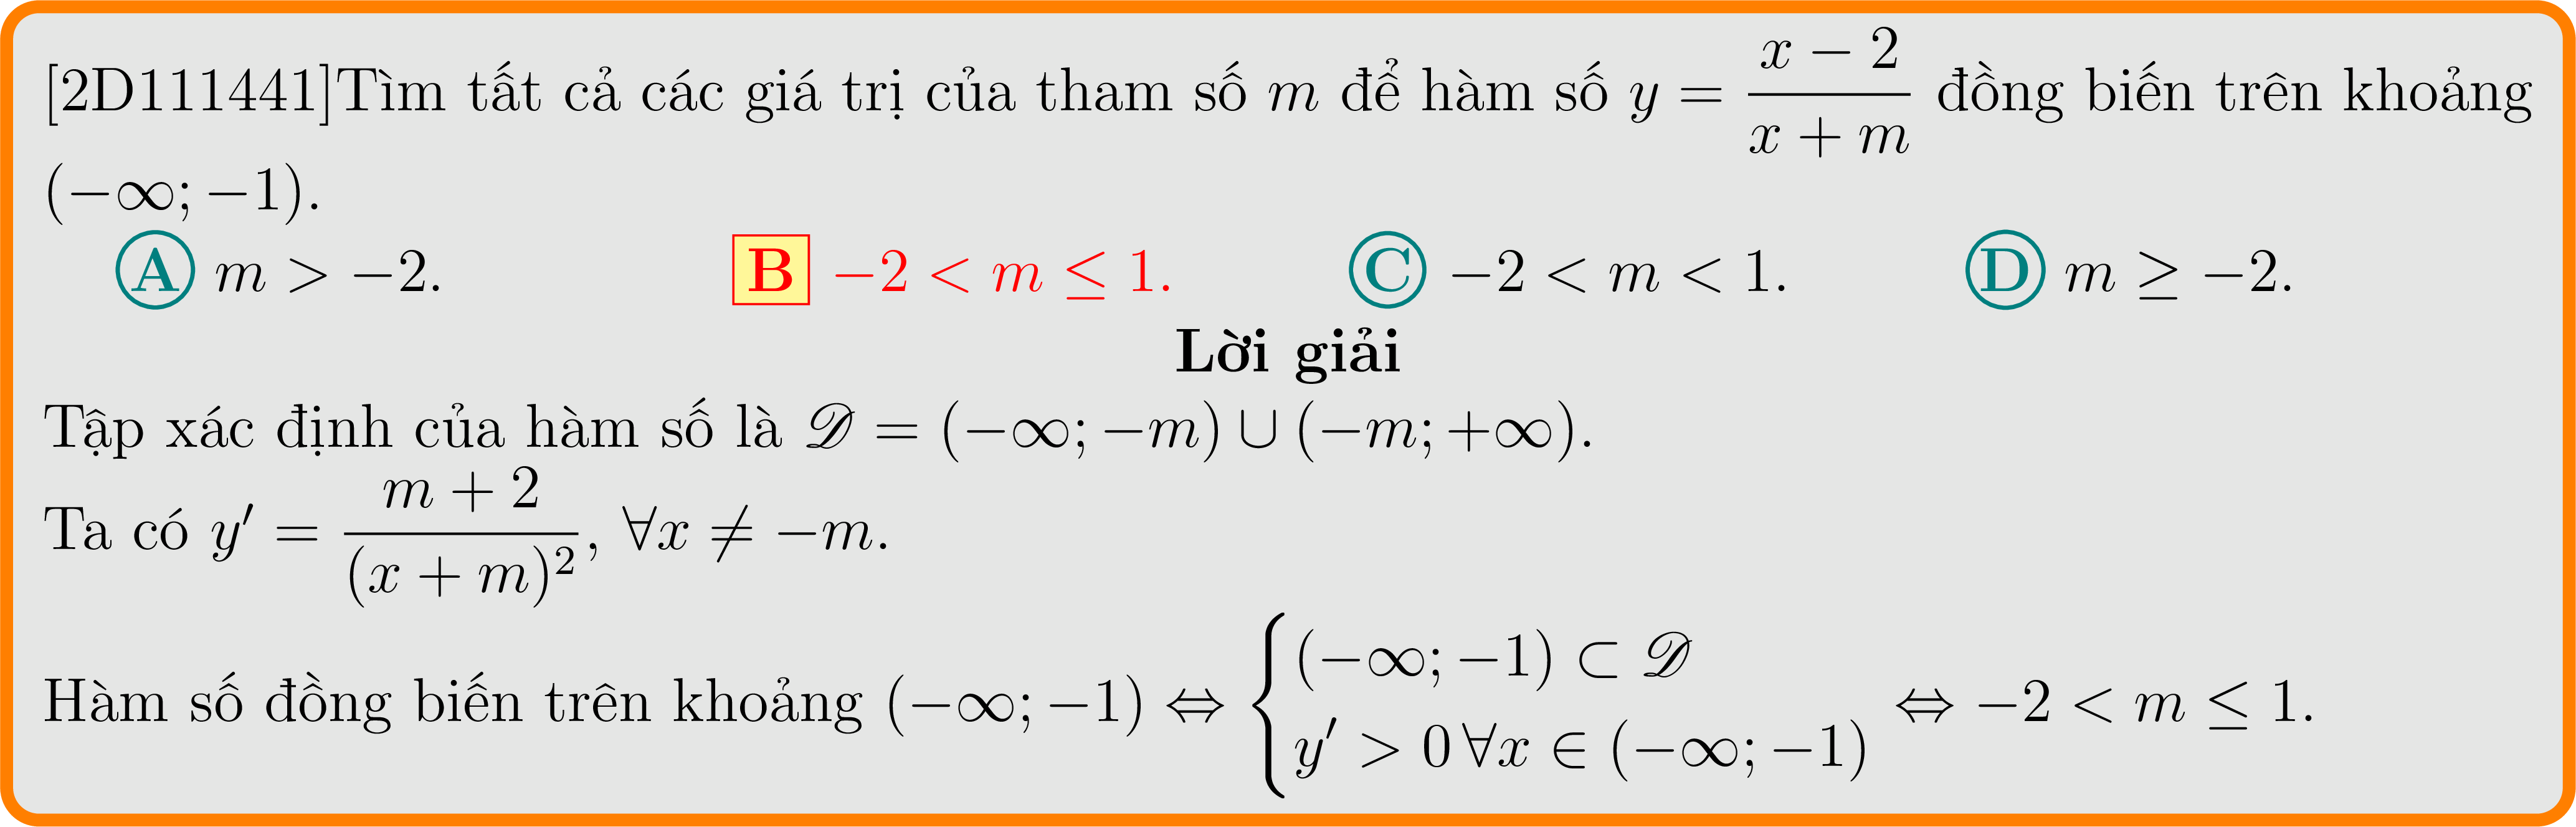 [2D111441]Tìm tất cả các giá trị của tham số $m$ để hàm số $y = \dfrac{x-2}{x+m}$ đồng biến trên khoảng
$(-\infty; -1)$.
A $m > -2$. B $-2 < m \leq 1$. C $-2 < m < 1$. D $m \geq -2$.
Lời giải
Tập xác định của hàm số là $\mathscr{D} = (-\infty; -m) \cup (-m; +\infty)$.
Ta có $y' = \dfrac{m+2}{(x+m)^2}$, $\forall x \neq -m$.
Hàm số đồng biến trên khoảng $(-\infty; -1) \Leftrightarrow \begin{cases} (-\infty; -1) \subset \mathscr{D} \\ y' > 0 \, \forall x \in (-\infty; -1) \end{cases} \Leftrightarrow -2 < m \leq 1$.